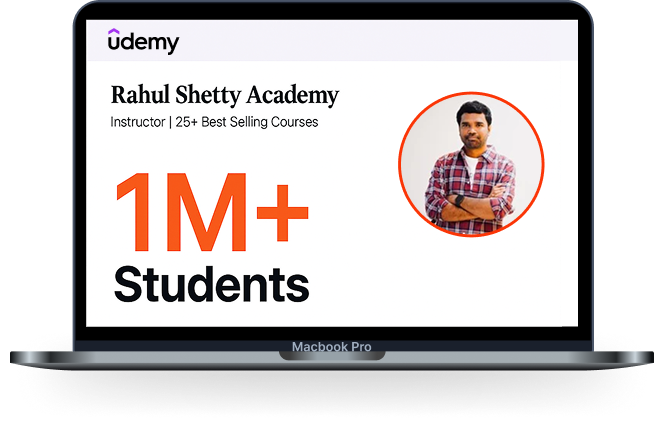 udemy
Rahul Shetty Academy
Instructor | 25+ Best Selling Courses
1M+
Students
Macbook Pro